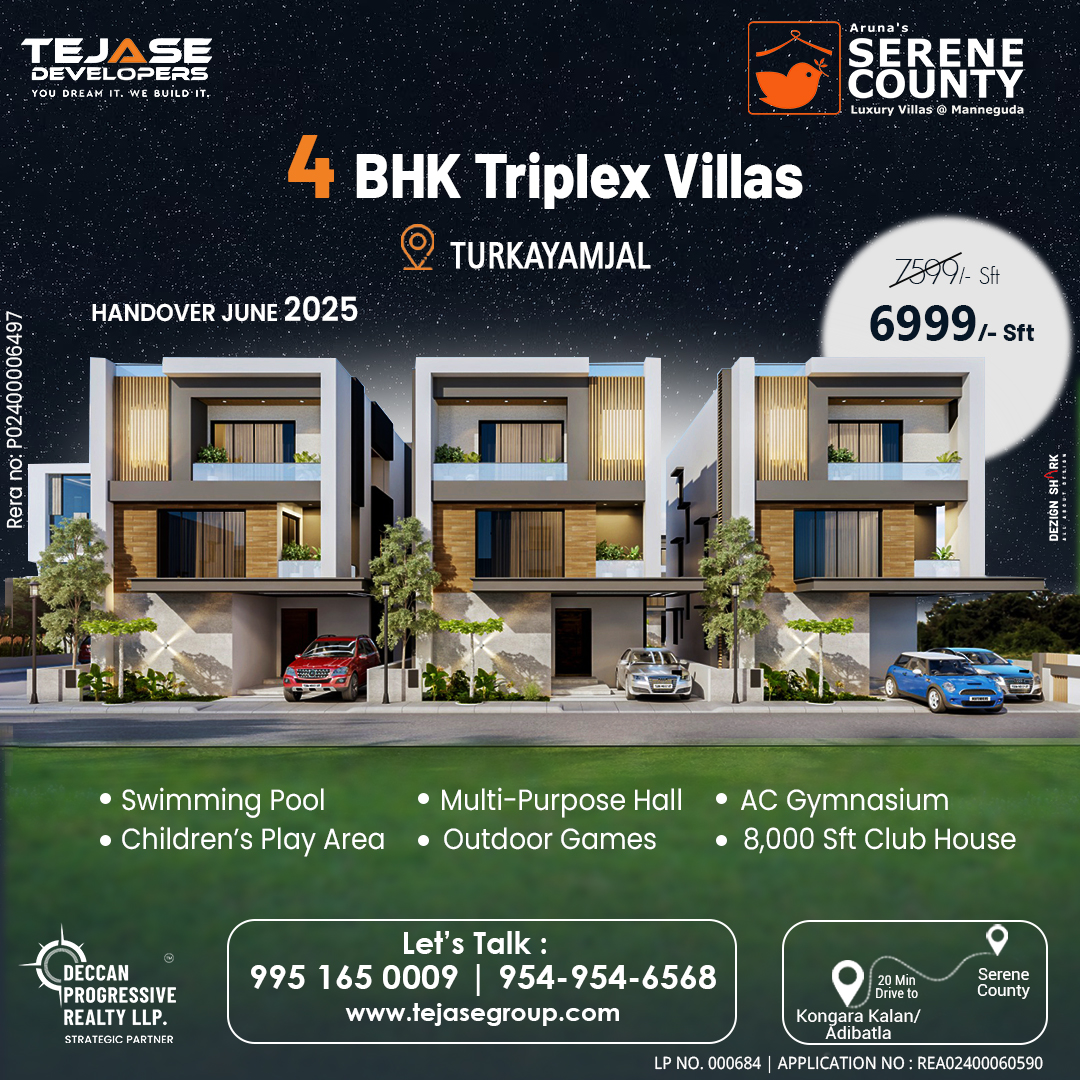 TEJASE
DEVELOPERS
YOU DREAM IT. WE BUILD IT.
Aruna's
SERENE
COUNTY
Luxury Villas @ Manneguda
4 BHK Triplex Villas
TURKAYAMJAL
7599/- Sft
6999/- Sft
HANDOVER JUNE 2025
Rera no: P02400006497
DEZIGN SHARK
ALL ABOUT DESIGN
• Swimming Pool
• Multi-Purpose Hall
• AC Gymnasium
• Children's Play Area
• Outdoor Games
• 8,000 Sft Club House
DECCAN
PROGRESSIVE
REALTY LLP.
TM
STRATEGIC PARTNER
Let's Talk :
995 165 0009 | 954-954-6568
www.tejasegroup.com
20 Min
Drive to
Serene
County
Kongara Kalan/
Adibatla
LP NO. 000684 | APPLICATION NO : REA02400060590